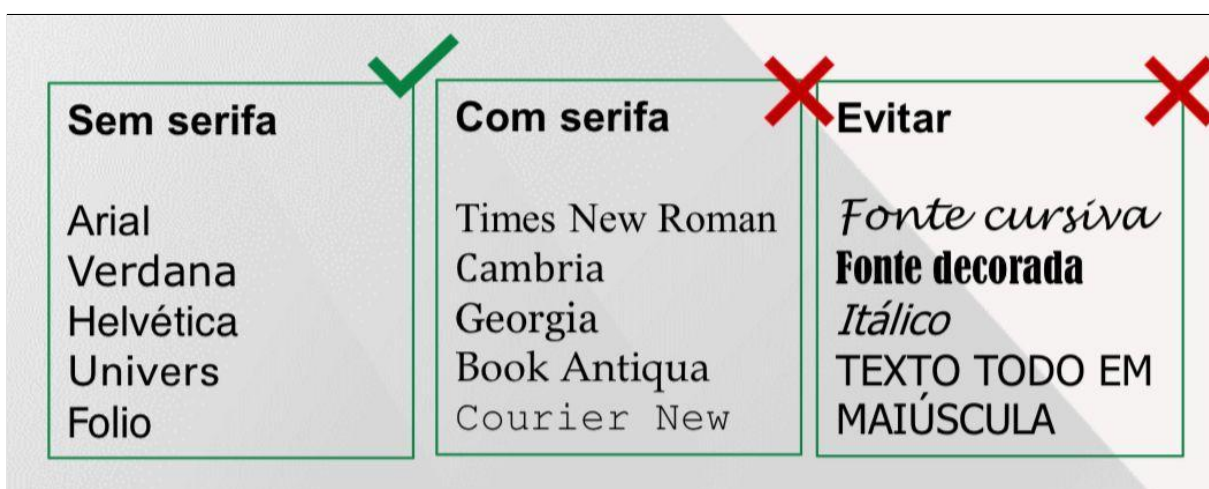 Sem serifa
Arial
Verdana
Helvética
Univers
Folio
Com serifa
Times New Roman
Cambria
Georgia
Book Antiqua
Courier New
Evitar
Fonte cursiva
Fonte decorada
Itálico
TEXTO TODO EM
MAIÚSCULA